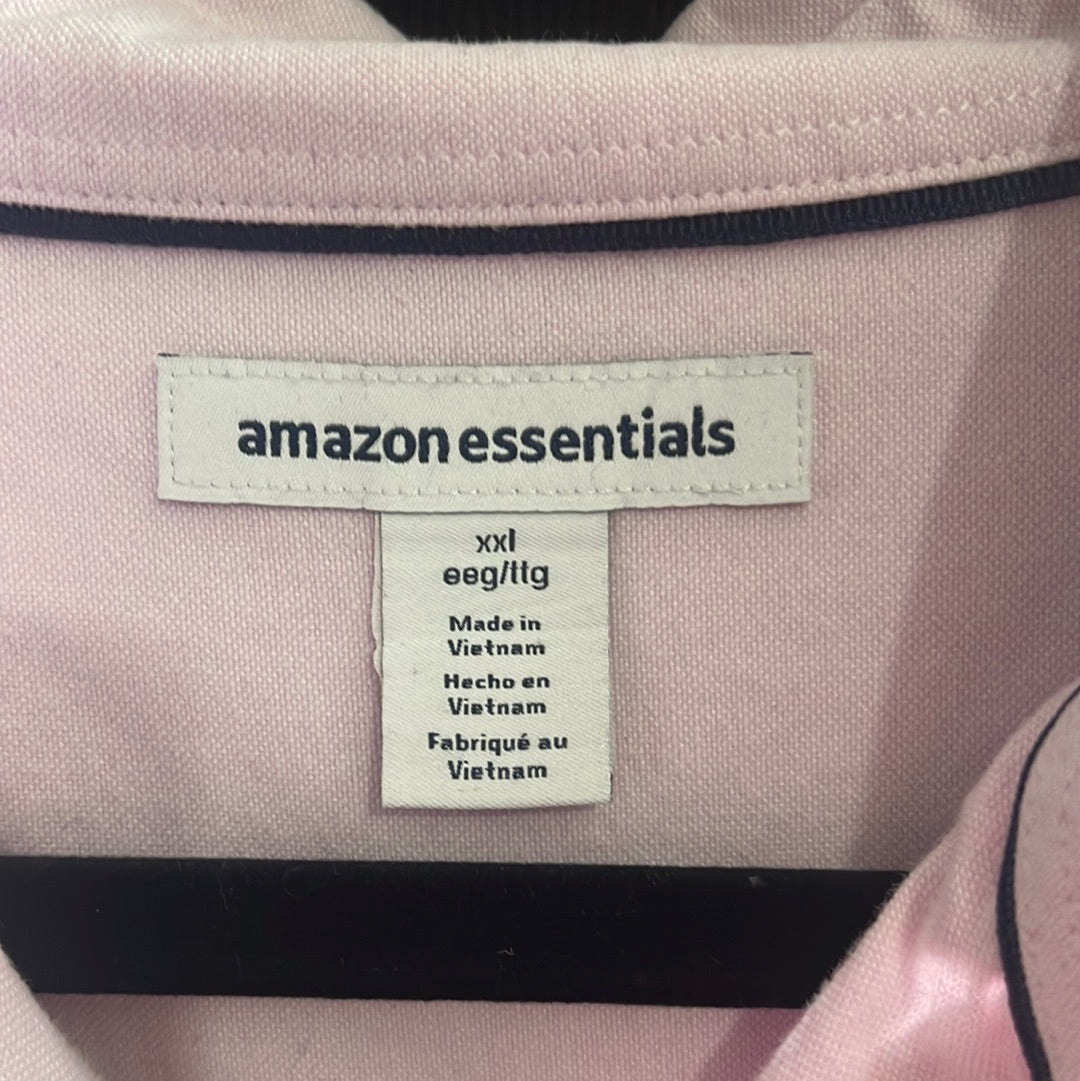 amazon essentials
xxl
eeg/ttg
Made in
Vietnam
Hecho en
Vietnam
Fabriqué au
Vietnam